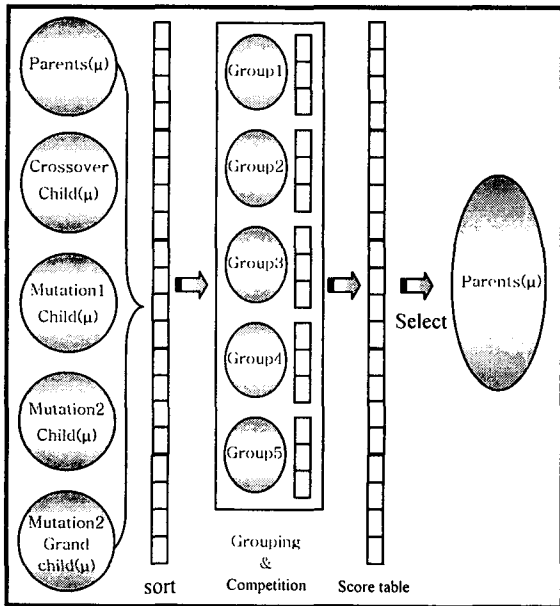 Parents(μ)
Crossover
Child(μ)
Mutation1
Child(μ)
Mutation2
Child(μ)
Mutation2
Grand
child(μ)
sort
Group1
Group2
Group3
Group4
Group5
Grouping
&
Competition
Score table
Select
Parents(μ)